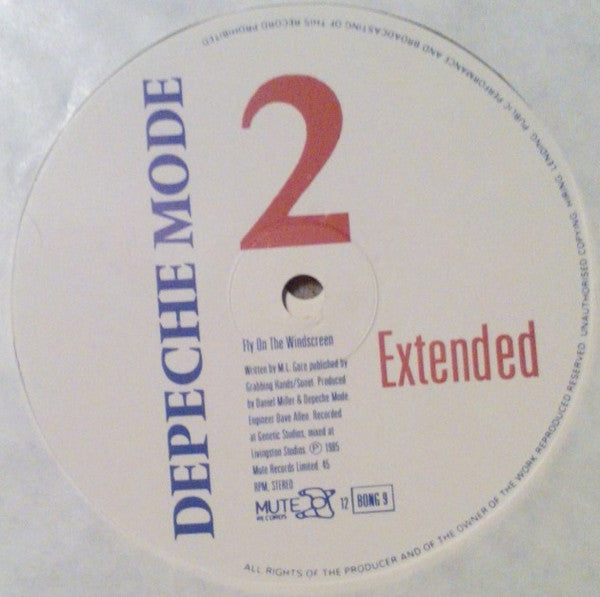 DEPECHE MODE
2
Extended
Fly On The Windscreen
Written by M.L. Gore published by
Grabbing Hands/Sonet. Produced
by Daniel Miller & Depeche Mode.
Engineer Dave Allen. Recorded
at Genetic Studios, mixed at
Livingston Studios. Ⓟ 1985
Mute Records Limited. 45
RPM, STEREO
MUTE
RECORDS
12 BONG 9
ALL RIGHTS OF THE PRODUCER AND OF THE OWNER OF THE WORK REPRODUCED RESERVED. UNAUTHORISED COPYING HIRING LENDING PUBLIC PERFORMANCE AND BROADCASTING OF THIS RECORD PROHIBITED